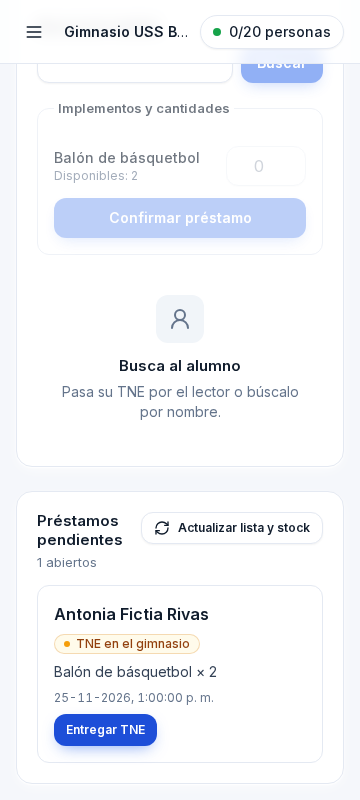 Gimnasio USS B...
0/20 personas
Buscar
Implementos y cantidades
Balón de básquetbol
Disponibles: 2
0
Confirmar préstamo
Busca al alumno
Pasa su TNE por el lector o búscalo
por nombre.
Préstamos
pendientes
Actualizar lista y stock
1 abiertos
Antonia Fictia Rivas
TNE en el gimnasio
Balón de básquetbol × 2
25-11-2026, 1:00:00 p. m.
Entregar TNE